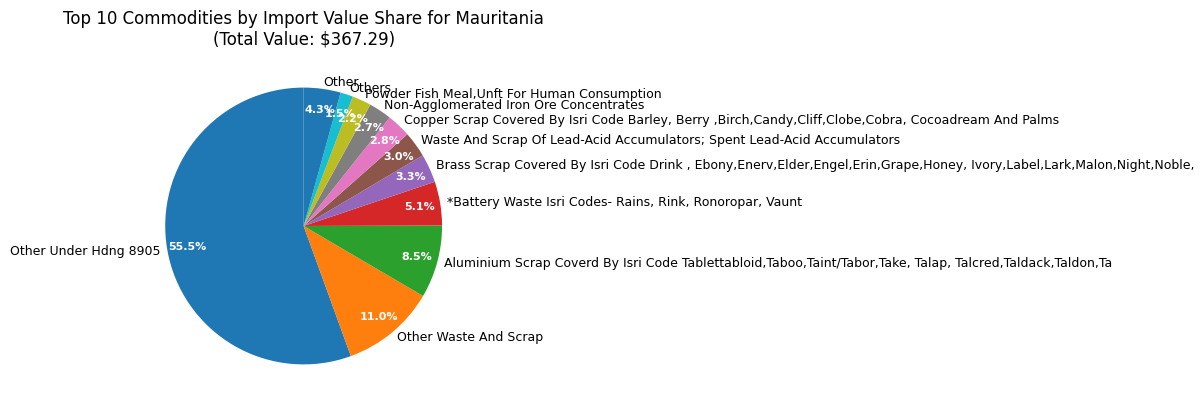 Top 10 Commodities by Import Value Share for Mauritania
(Total Value: $367.29)
Other
Others
Powder Fish Meal,Unft For Human Consumption
Non-Agglomerated Iron Ore Concentrates
Copper Scrap Covered By Isri Code Barley, Berry ,Birch,Candy,Cliff,Clobe,Cobra, Cocoadream And Palms
Waste And Scrap Of Lead-Acid Accumulators; Spent Lead-Acid Accumulators
Brass Scrap Covered By Isri Code Drink , Ebony,Enerv,Elder,Engel,Erin,Grape,Honey, Ivory,Label,Lark,Malon,Night,Noble,
*Battery Waste Isri Codes- Rains, Rink, Ronoropar, Vaunt
Aluminium Scrap Coverd By Isri Code Tablettabloid,Taboo,Taint/Tabor,Take, Talap, Talcred,Taldack,Taldon,Ta
Other Waste And Scrap
Other Under Hdng 8905
4.3%
1.5%
2.2%
2.7%
2.8%
3.0%
3.3%
5.1%
8.5%
11.0%
55.5%